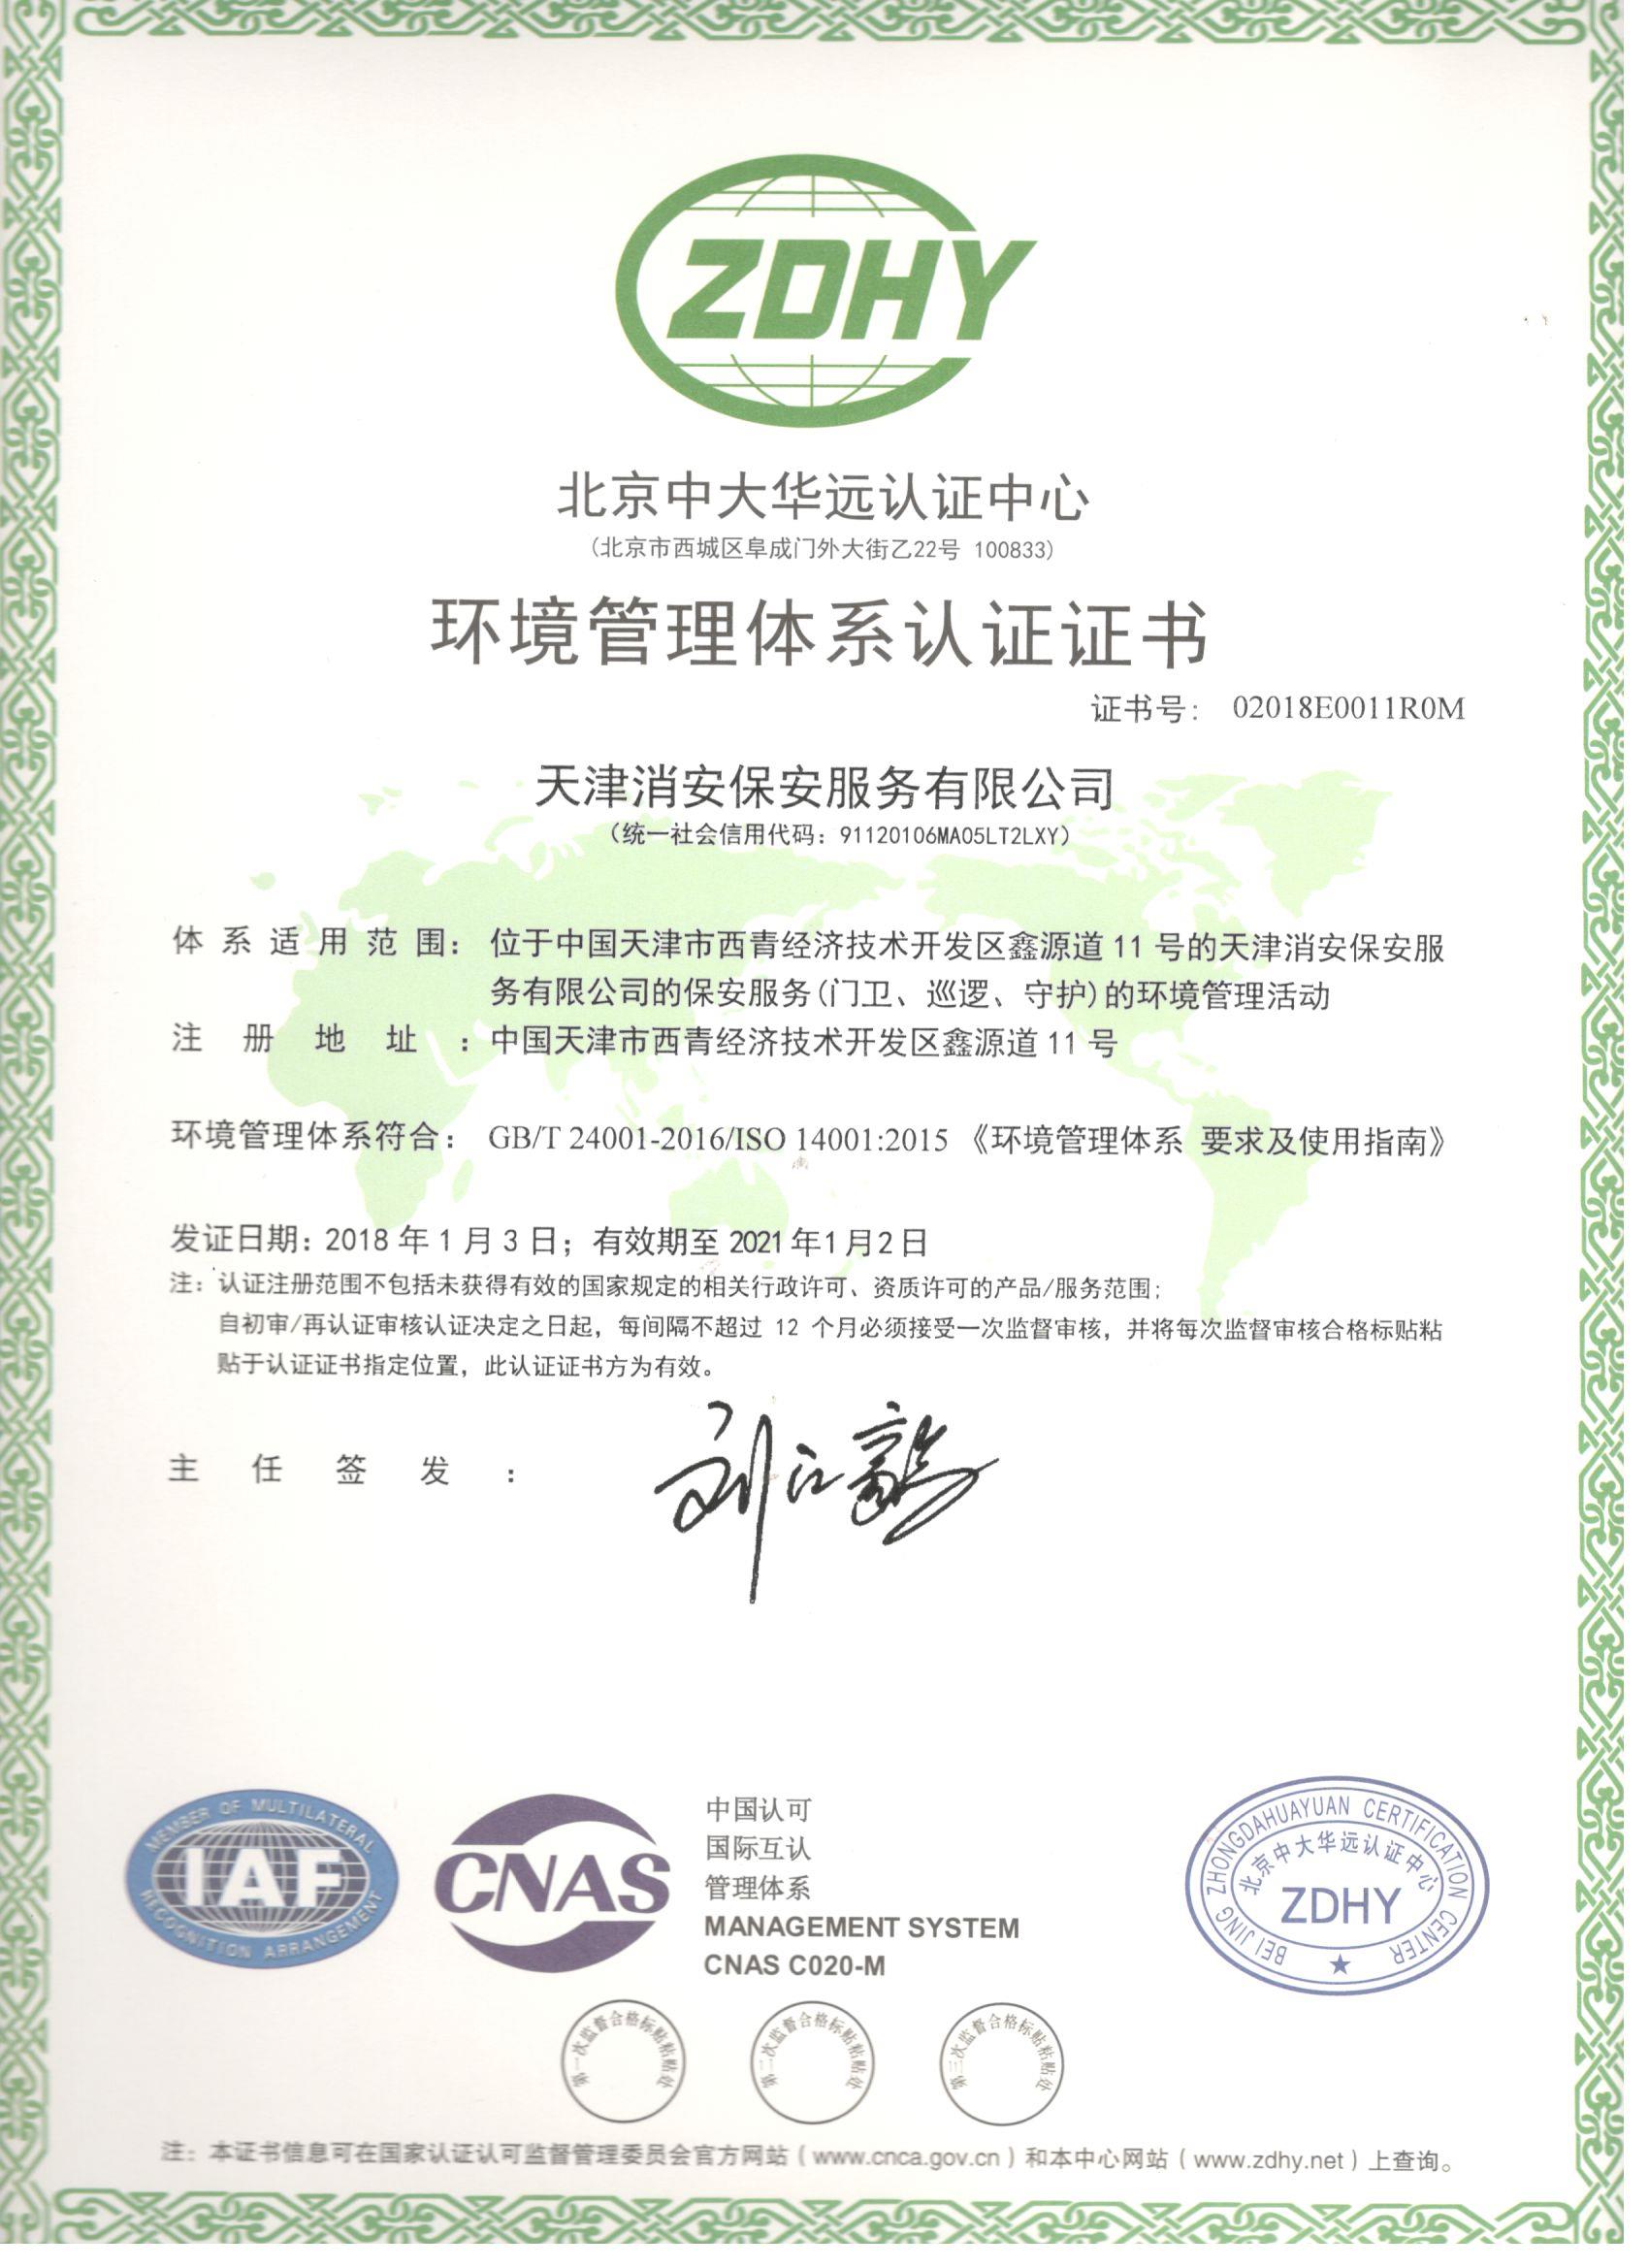 ZDHY
北京中大华远认证中心
(北京市西城区阜成门外大街乙22号 100833)
环境管理体系认证证书
证书号: 02018E0011R0M
天津消安保安服务有限公司
(统一社会信用代码: 91120106MA05LT2LXY)
体系适用范围: 位于中国天津市西青经济技术开发区鑫源道 11 号的天津消安保安服
务有限公司的保安服务(门卫、巡逻、守护)的环境管理活动
注册地址: 中国天津市西青经济技术开发区鑫源道 11 号
环境管理体系符合: GB/T 24001-2016/ISO 14001:2015 《环境管理体系 要求及使用指南》
发证日期: 2018 年 1 月 3 日; 有效期至 2021 年 1 月 2 日
注: 认证注册范围不包括未获得有效的国家规定的相关行政许可、资质许可的产品/服务范围;
自初审/再认证审核认证决定之日起, 每间隔不超过 12 个月必须接受一次监督审核, 并将每次监督审核合格标贴粘
贴于认证证书指定位置, 此认证证书方为有效。
主任签发:
MEMBER OF MULTILATERAL
IAF
RECOGNITION ARRANGEMENT
CNAS
中国认可
国际互认
管理体系
MANAGEMENT SYSTEM
CNAS C020-M
BEIJING ZHONGDAHUAYUAN CERTIFICATION CENTER
北京中大华远认证中心
ZDHY
第一次监督合格标贴粘贴处
第二次监督合格标贴粘贴处
第三次监督合格标贴粘贴处
注: 本证书信息可在国家认证认可监督管理委员会官方网站 (www.cnca.gov.cn) 和本中心网站 (www.zdhy.net) 上查询。